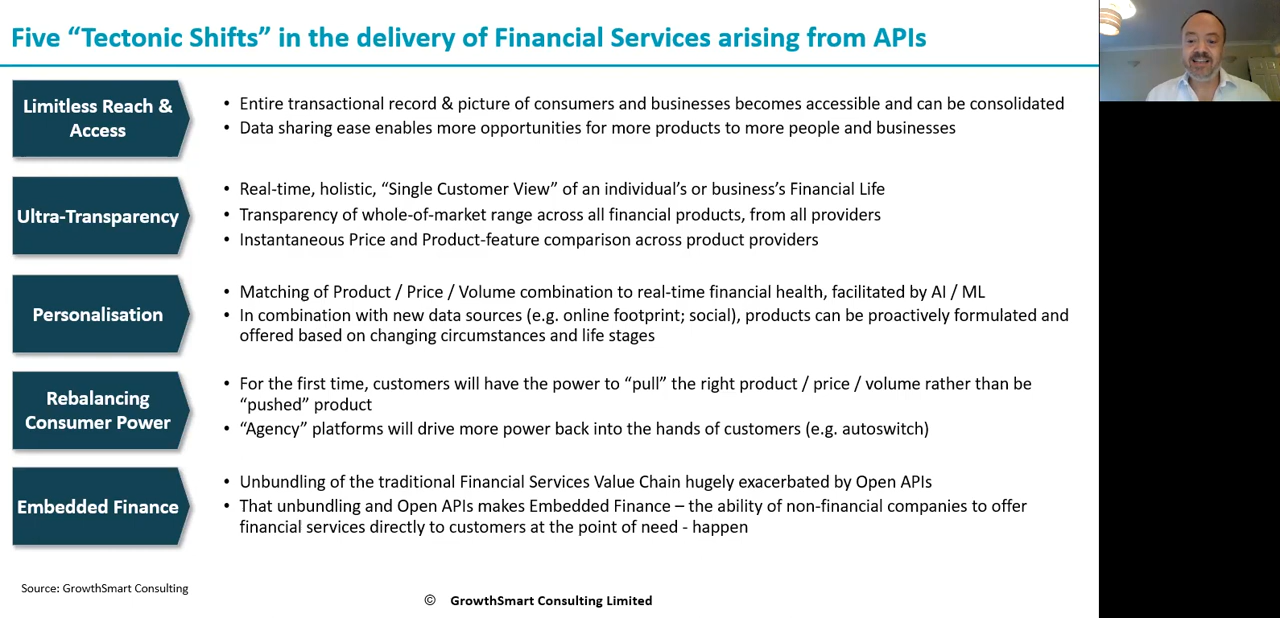 Five “Tectonic Shifts” in the delivery of Financial Services arising from APIs
Limitless Reach &
Access
• Entire transactional record & picture of consumers and businesses becomes accessible and can be consolidated
• Data sharing ease enables more opportunities for more products to more people and businesses
Ultra-Transparency
• Real-time, holistic, “Single Customer View” of an individual’s or business’s Financial Life
• Transparency of whole-of-market range across all financial products, from all providers
• Instantaneous Price and Product-feature comparison across product providers
Personalisation
• Matching of Product / Price / Volume combination to real-time financial health, facilitated by AI / ML
• In combination with new data sources (e.g. online footprint; social), products can be proactively formulated and
offered based on changing circumstances and life stages
Rebalancing
Consumer Power
• For the first time, customers will have the power to “pull” the right product / price / volume rather than be
“pushed” product
• “Agency” platforms will drive more power back into the hands of customers (e.g. autoswitch)
Embedded Finance
• Unbundling of the traditional Financial Services Value Chain hugely exacerbated by Open APIs
• That unbundling and Open APIs makes Embedded Finance – the ability of non-financial companies to offer
financial services directly to customers at the point of need - happen
Source: GrowthSmart Consulting
© GrowthSmart Consulting Limited